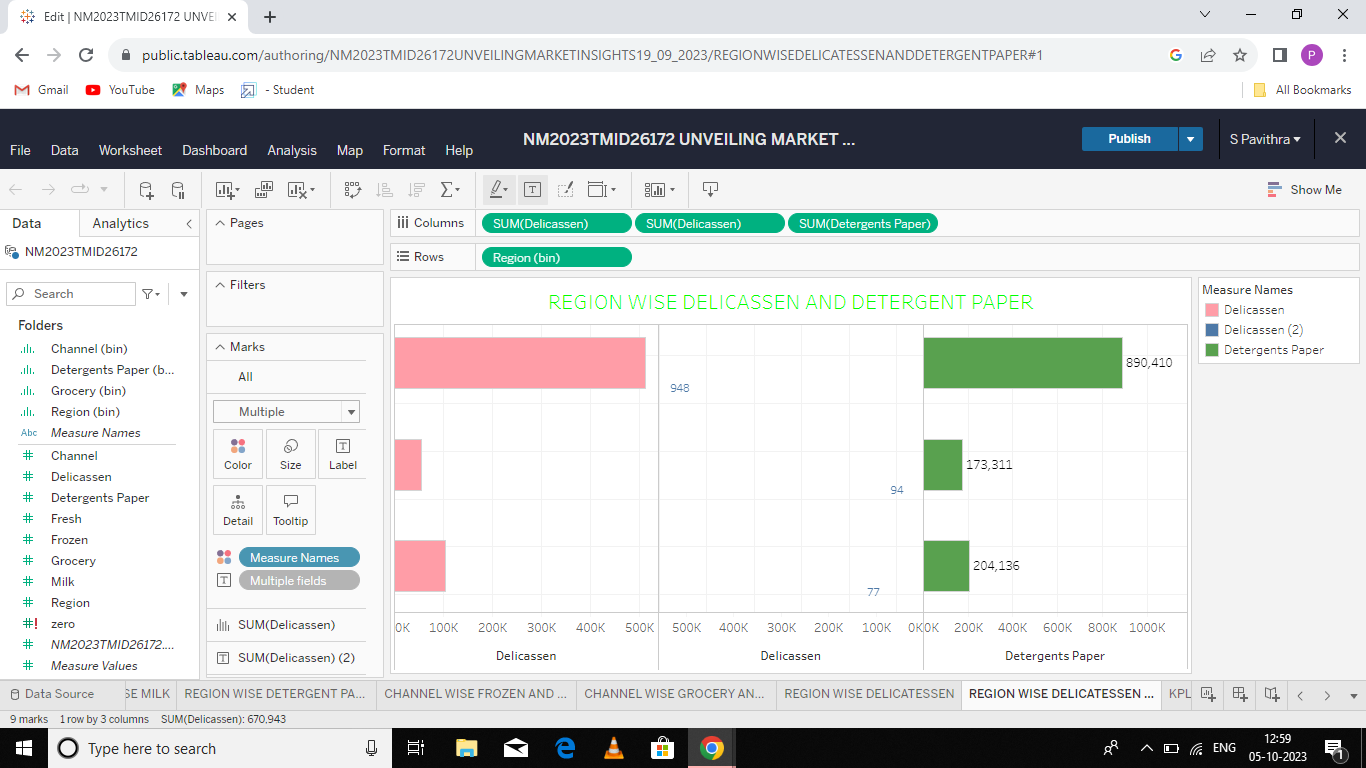 Edit | NM2023TMID26172 UNVEI
public.tableau.com/authoring/NM2023TMID26172UNVEILINGMARKETINSIGHTS19_09_2023/REGIONWISEDELICATESSENANDDETERGENTPAPER#1
P
Gmail YouTube Maps - Student All Bookmarks
NM2023TMID26172 UNVEILING MARKET ...
Publish
S Pavithra
File Data Worksheet Dashboard Analysis Map Format Help
Show Me
Data Analytics
NM2023TMID26172
Search
Folders
Channel (bin)
Detergents Paper (b...
Grocery (bin)
Region (bin)
Abc Measure Names
Channel
Delicassen
Detergents Paper
Fresh
Frozen
Grocery
Milk
Region
zero
NM2023TMID26172....
Measure Values
Pages
Filters
Marks
All
Multiple
Color Size Label
Detail Tooltip
Measure Names
Multiple fields
SUM(Delicassen)
SUM(Delicassen) (2)
Columns SUM(Delicassen) SUM(Delicassen) SUM(Detergents Paper)
Rows Region (bin)
REGION WISE DELICASSEN AND DETERGENT PAPER
890,410
948
173,311
94
204,136
77
0K 100K 200K 300K 400K 500K 500K 400K 300K 200K 100K 0K 0K 200K 400K 600K 800K 1000K
Delicassen Delicassen Detergents Paper
Measure Names
Delicassen
Delicassen (2)
Detergents Paper
Data Source SE MILK REGION WISE DETERGENT PA... CHANNEL WISE FROZEN AND ... CHANNEL WISE GROCERY AN... REGION WISE DELICATESSEN REGION WISE DELICATESSEN ... KPL
9 marks 1 row by 3 columns SUM(Delicassen): 670,943
Type here to search
ENG
12:59
05-10-2023
1